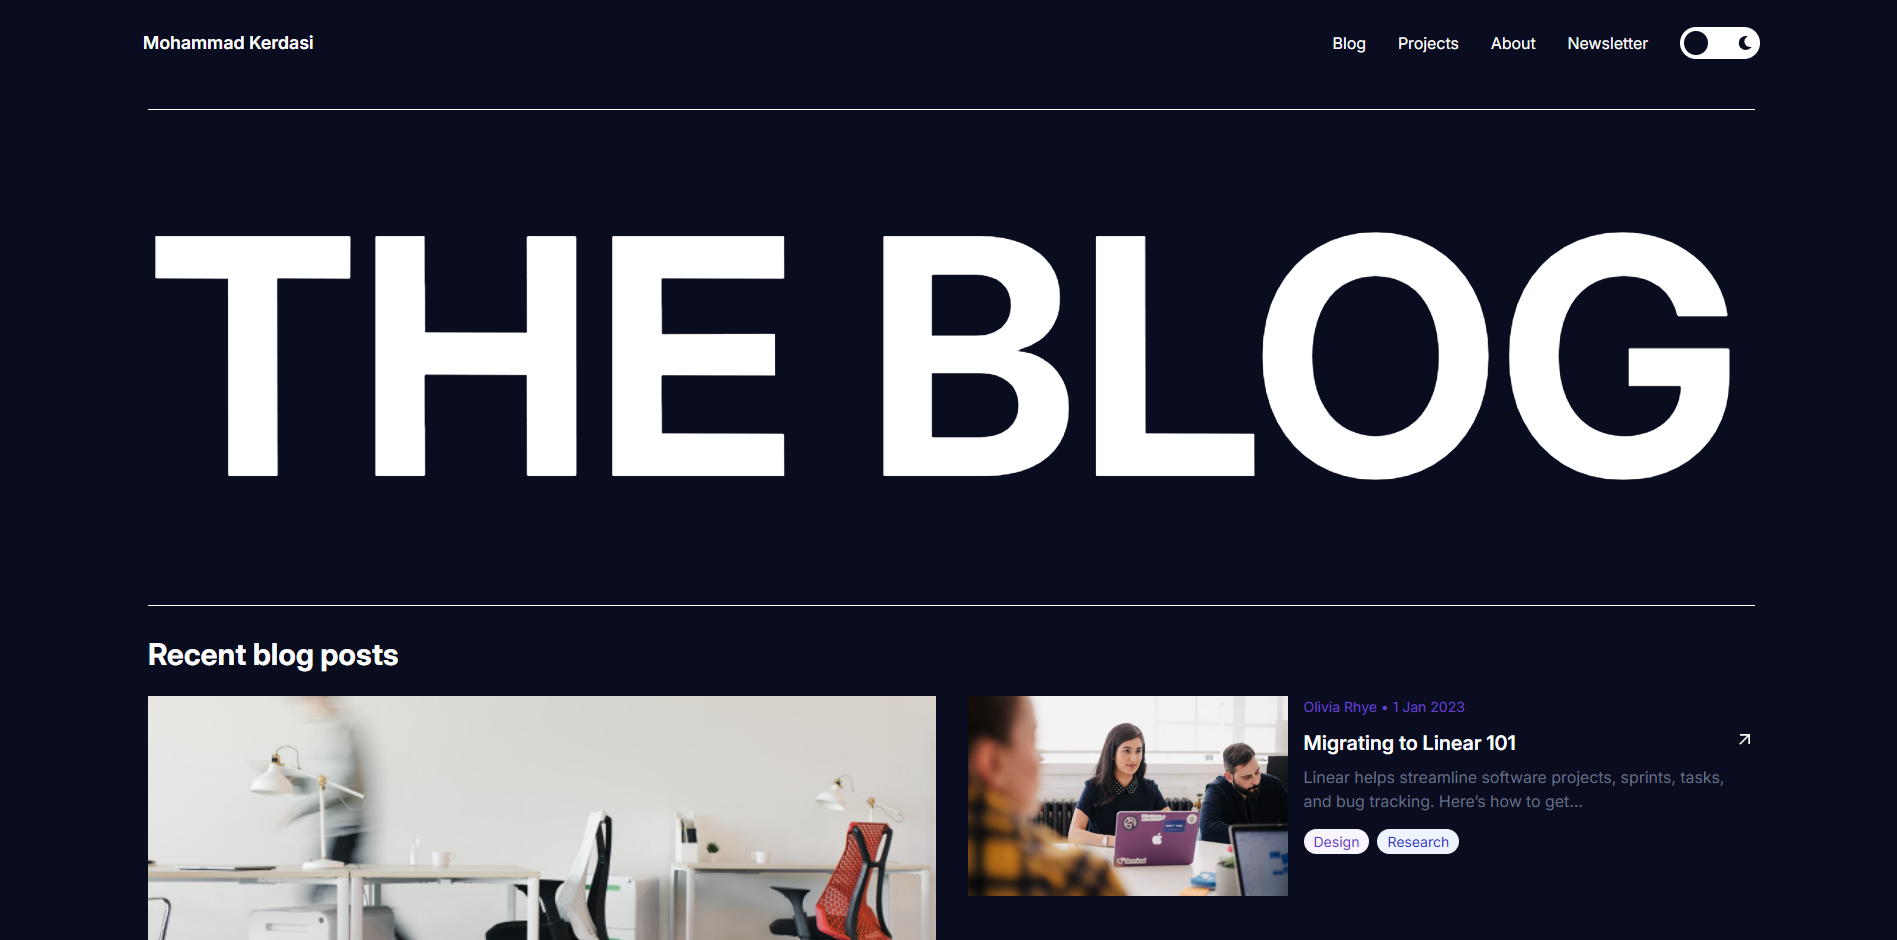 Mohammad Kerdasi
Blog
Projects
About
Newsletter
THE BLOG
Recent blog posts
Olivia Rhye • 1 Jan 2023
Migrating to Linear 101
Linear helps streamline software projects, sprints, tasks,
and bug tracking. Here’s how to get...
Design
Research